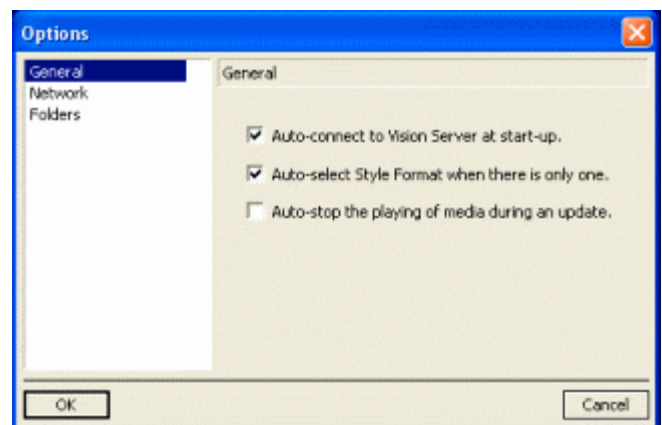 Options
General
Network
Folders
General
Auto-connect to Vision Server at start-up.
Auto-select Style Format when there is only one.
Auto-stop the playing of media during an update.
OK
Cancel